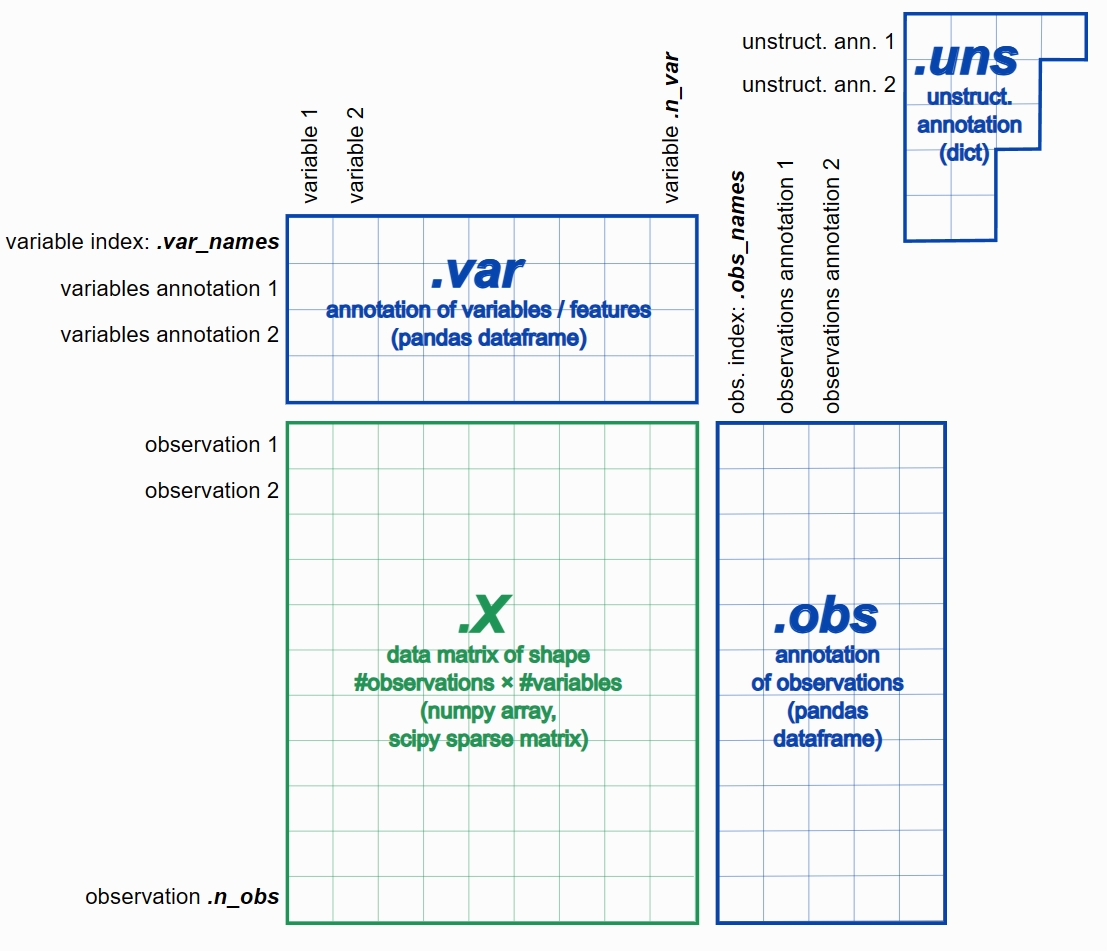 unstruct. ann. 1
unstruct. ann. 2
.uns
unstruct.
annotation
(dict)
variable 1
variable 2
variable .n_var
obs. index: .obs_names
observations annotation 1
observations annotation 2
variable index: .var_names
variables annotation 1
variables annotation 2
.var
annotation of variables / features
(pandas dataframe)
observation 1
observation 2
observation .n_obs
.X
data matrix of shape
#observations × #variables
(numpy array,
scipy sparse matrix)
.obs
annotation
of observations
(pandas
dataframe)